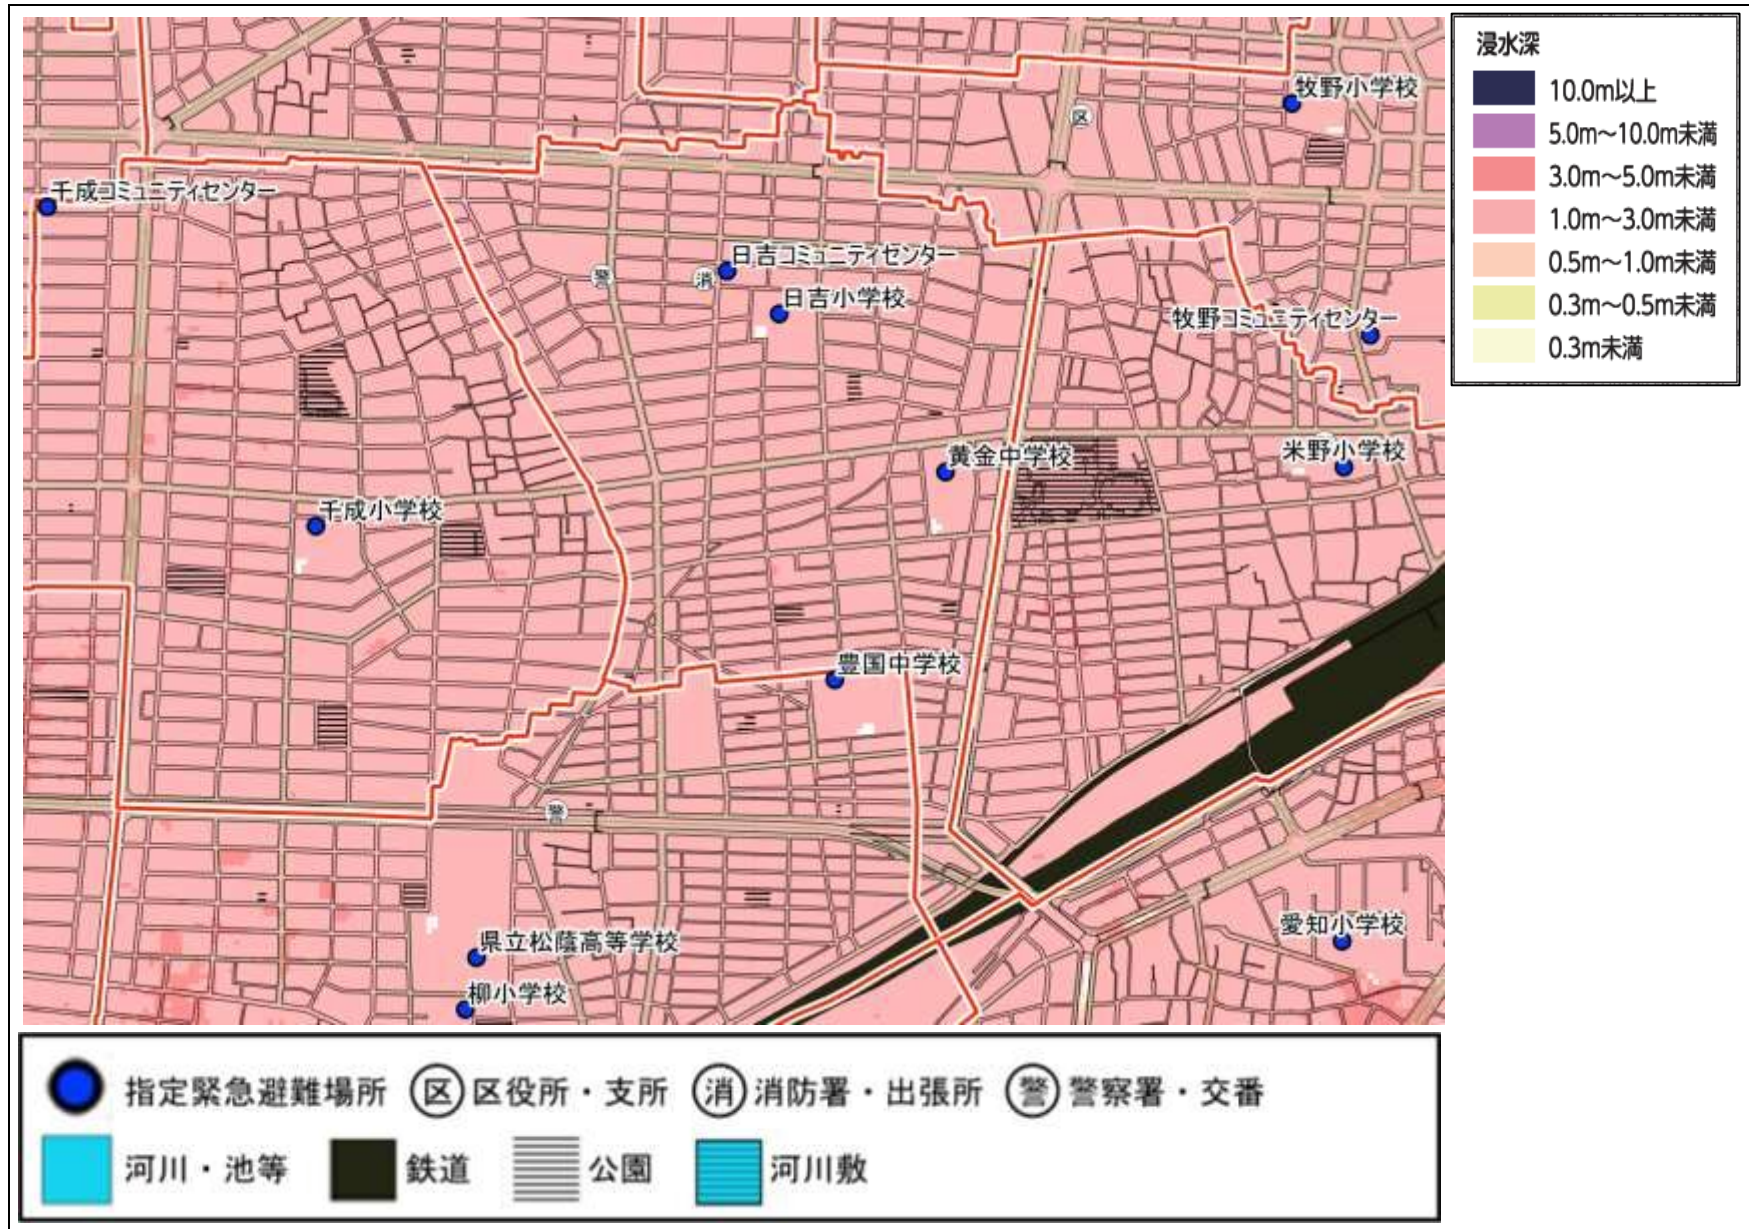 浸水深
10.0m以上
5.0m～10.0m未満
3.0m～5.0m未満
1.0m～3.0m未満
0.5m～1.0m未満
0.3m～0.5m未満
0.3m未満
牧野小学校
区
千成コミュニティセンター
日吉コミュニティセンター
警
消
日吉小学校
牧野コミュニティセンター
黄金中学校
米野小学校
千成小学校
豊国中学校
警
愛知小学校
県立松蔭高等学校
柳小学校
指定緊急避難場所 区 区役所・支所 消 消防署・出張所 警 警察署・交番
河川・池等 鉄道 公園 河川敷